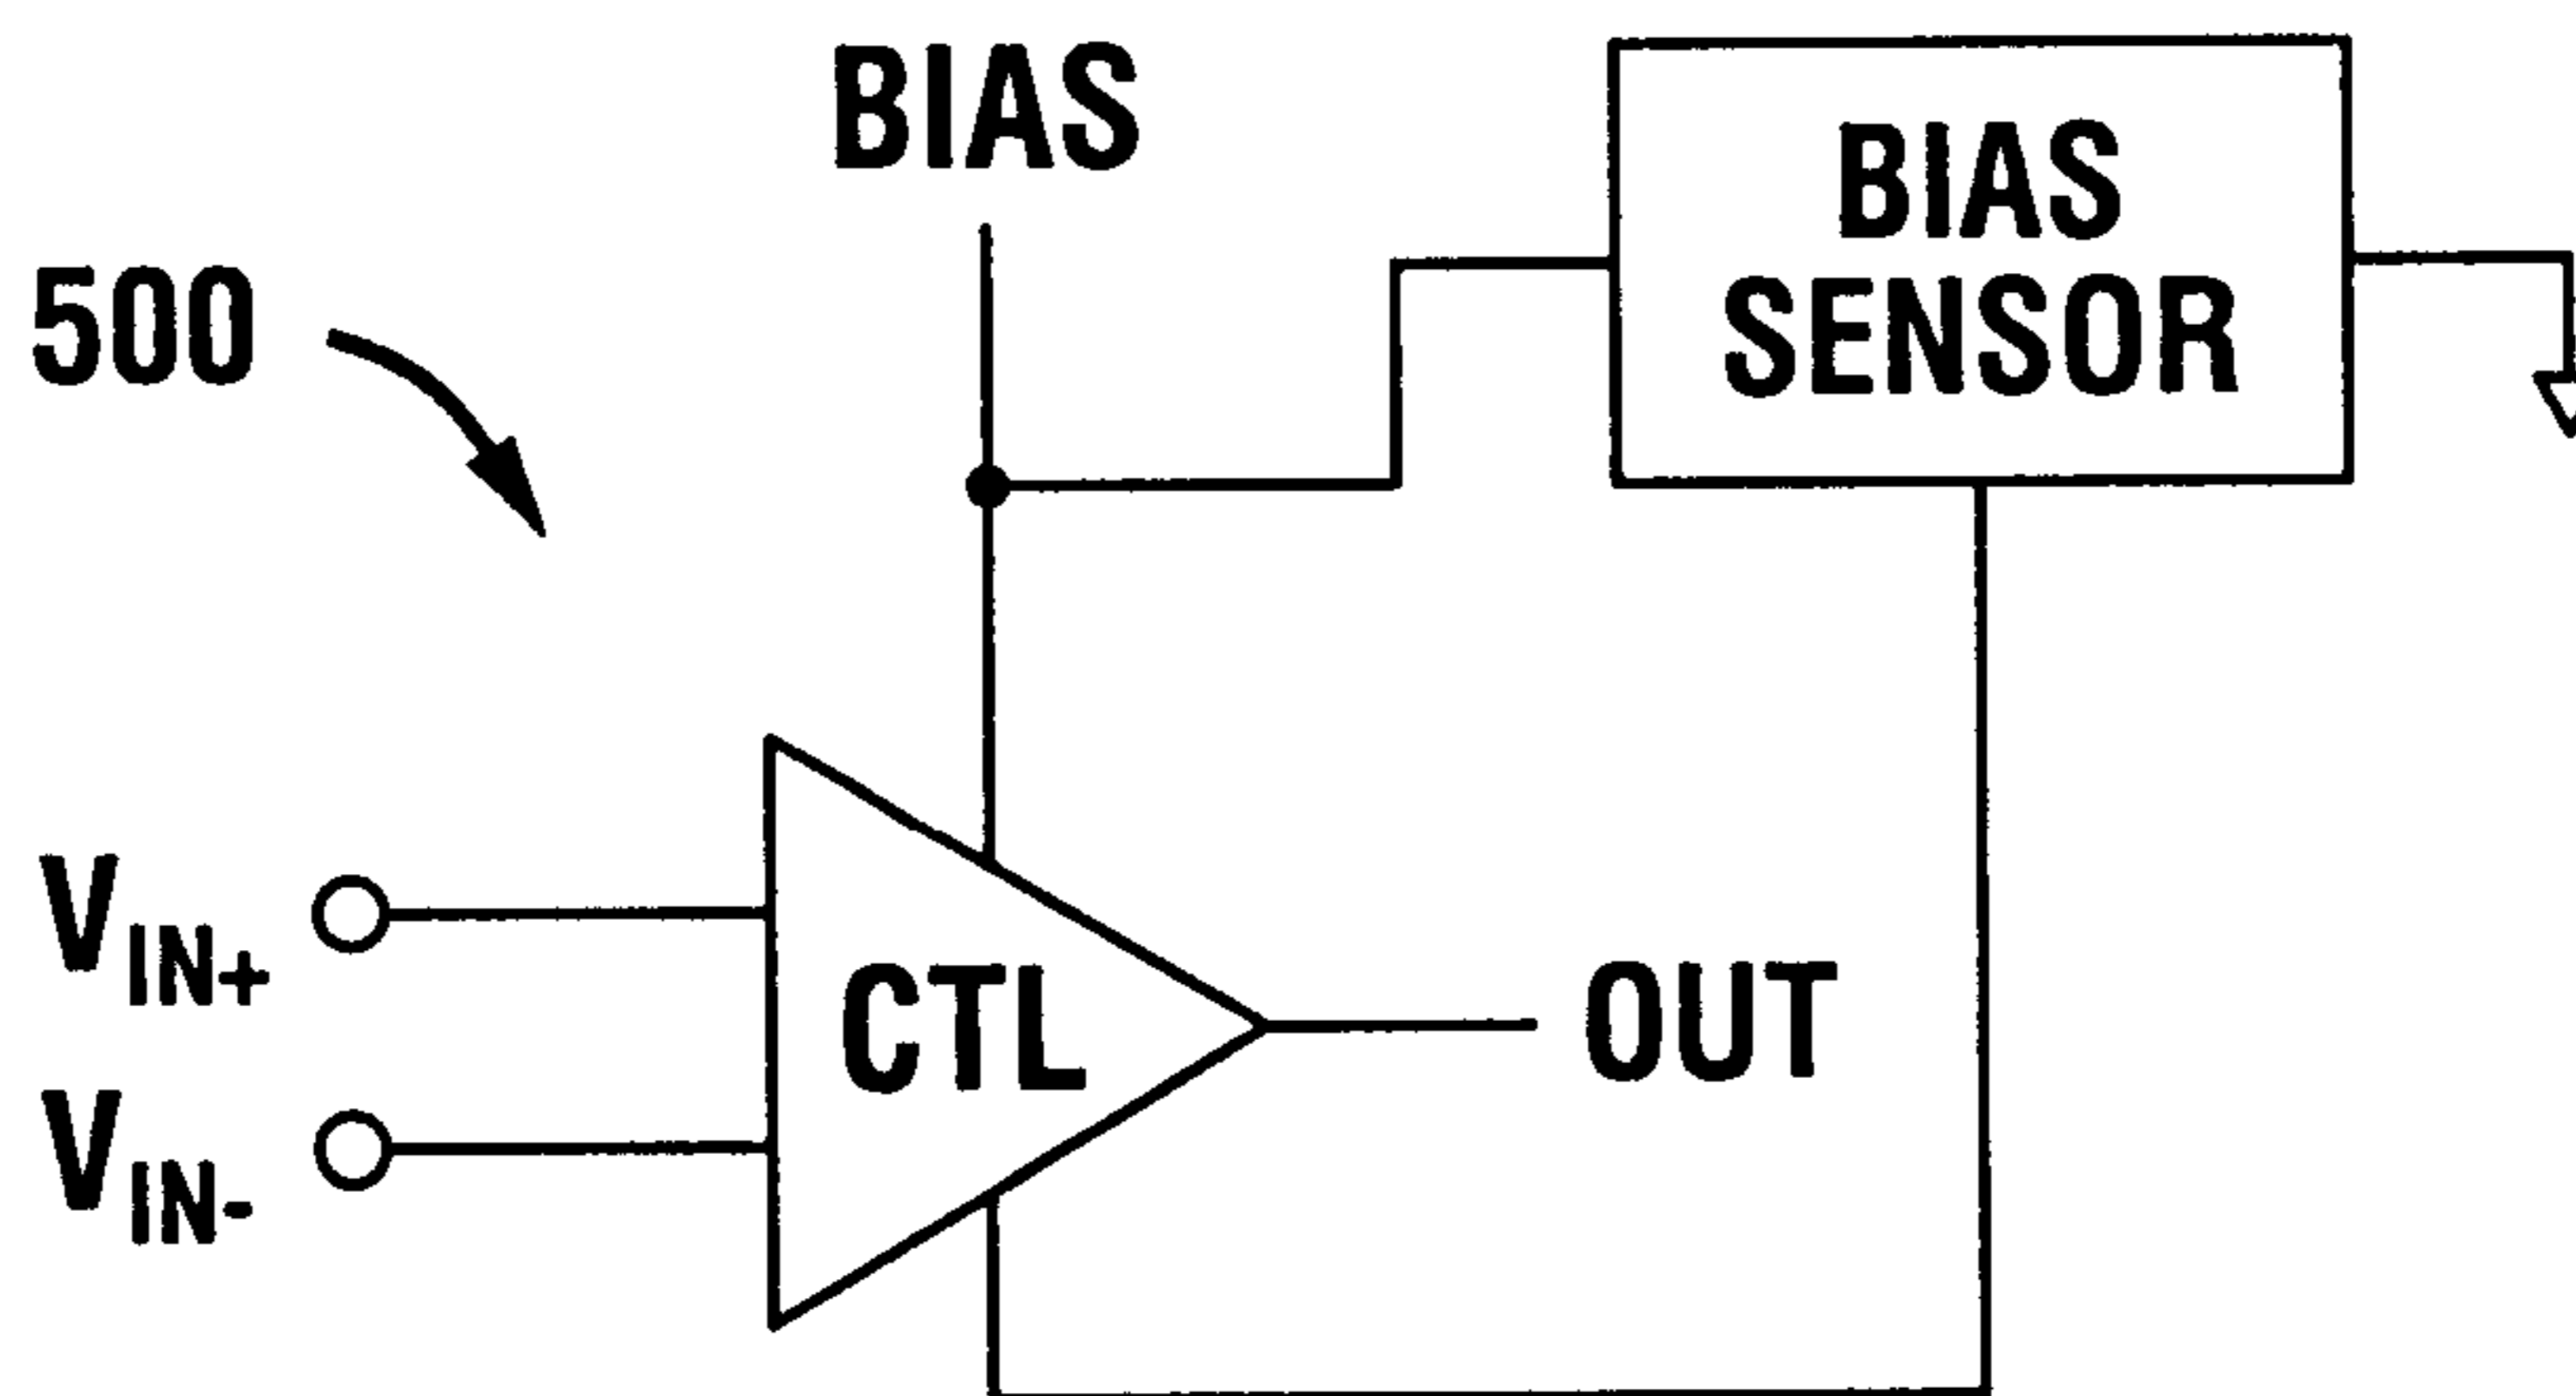 BIAS
BIAS
SENSOR
500
VIN+
CTL
OUT
VIN-